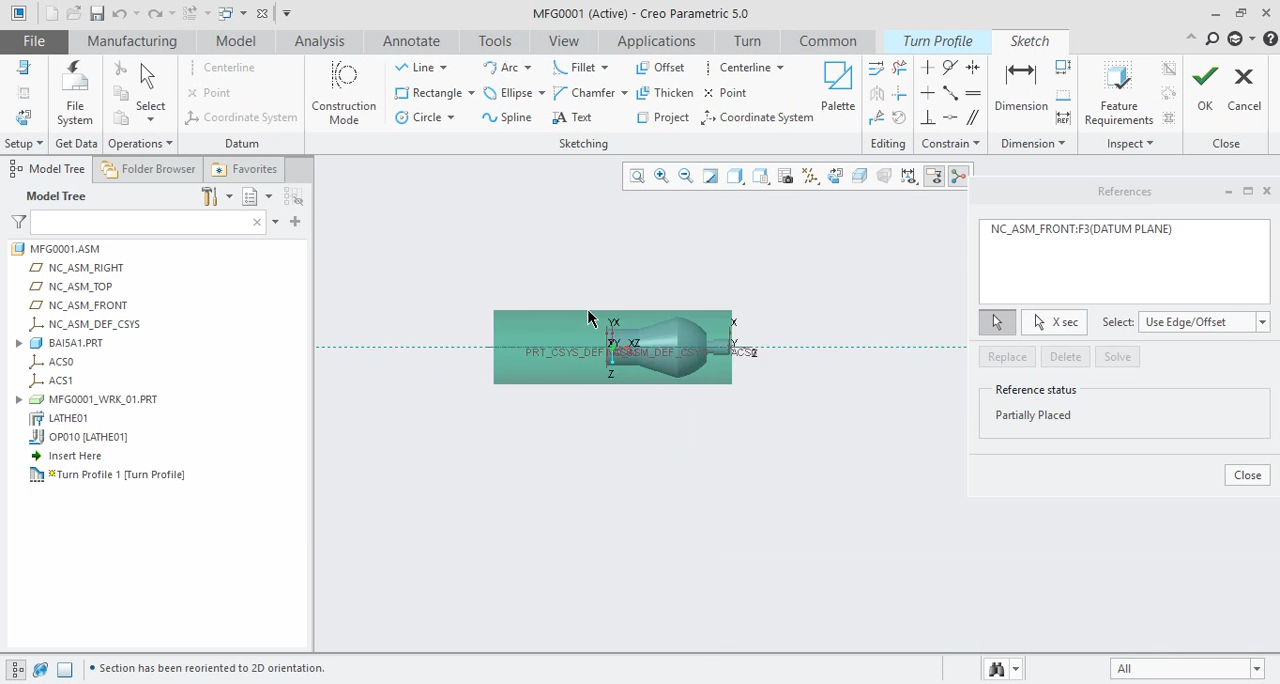 MFG0001 (Active) - Creo Parametric 5.0
File Manufacturing Model Analysis Annotate Tools View Applications Turn Common Turn Profile Sketch
File System
Select
Centerline
Point
Coordinate System
Construction Mode
Line Arc Fillet Offset Centerline
Rectangle Ellipse Chamfer Thicken Point
Circle Spline Text Project Coordinate System
Palette
Dimension
Feature Requirements
OK Cancel
Setup Get Data Operations Datum Sketching Editing Constrain Dimension Inspect Close
Model Tree Folder Browser Favorites
Model Tree
MFG0001.ASM
NC_ASM_RIGHT
NC_ASM_TOP
NC_ASM_FRONT
NC_ASM_DEF_CSYS
BAI5A1.PRT
ACS0
ACS1
MFG0001_WRK_01.PRT
LATHE01
OP010 [LATHE01]
Insert Here
Turn Profile 1 [Turn Profile]
References
NC_ASM_FRONT:F3(DATUM PLANE)
X sec Select: Use Edge/Offset
Replace Delete Solve
Reference status
Partially Placed
Close
Section has been reoriented to 2D orientation.
All